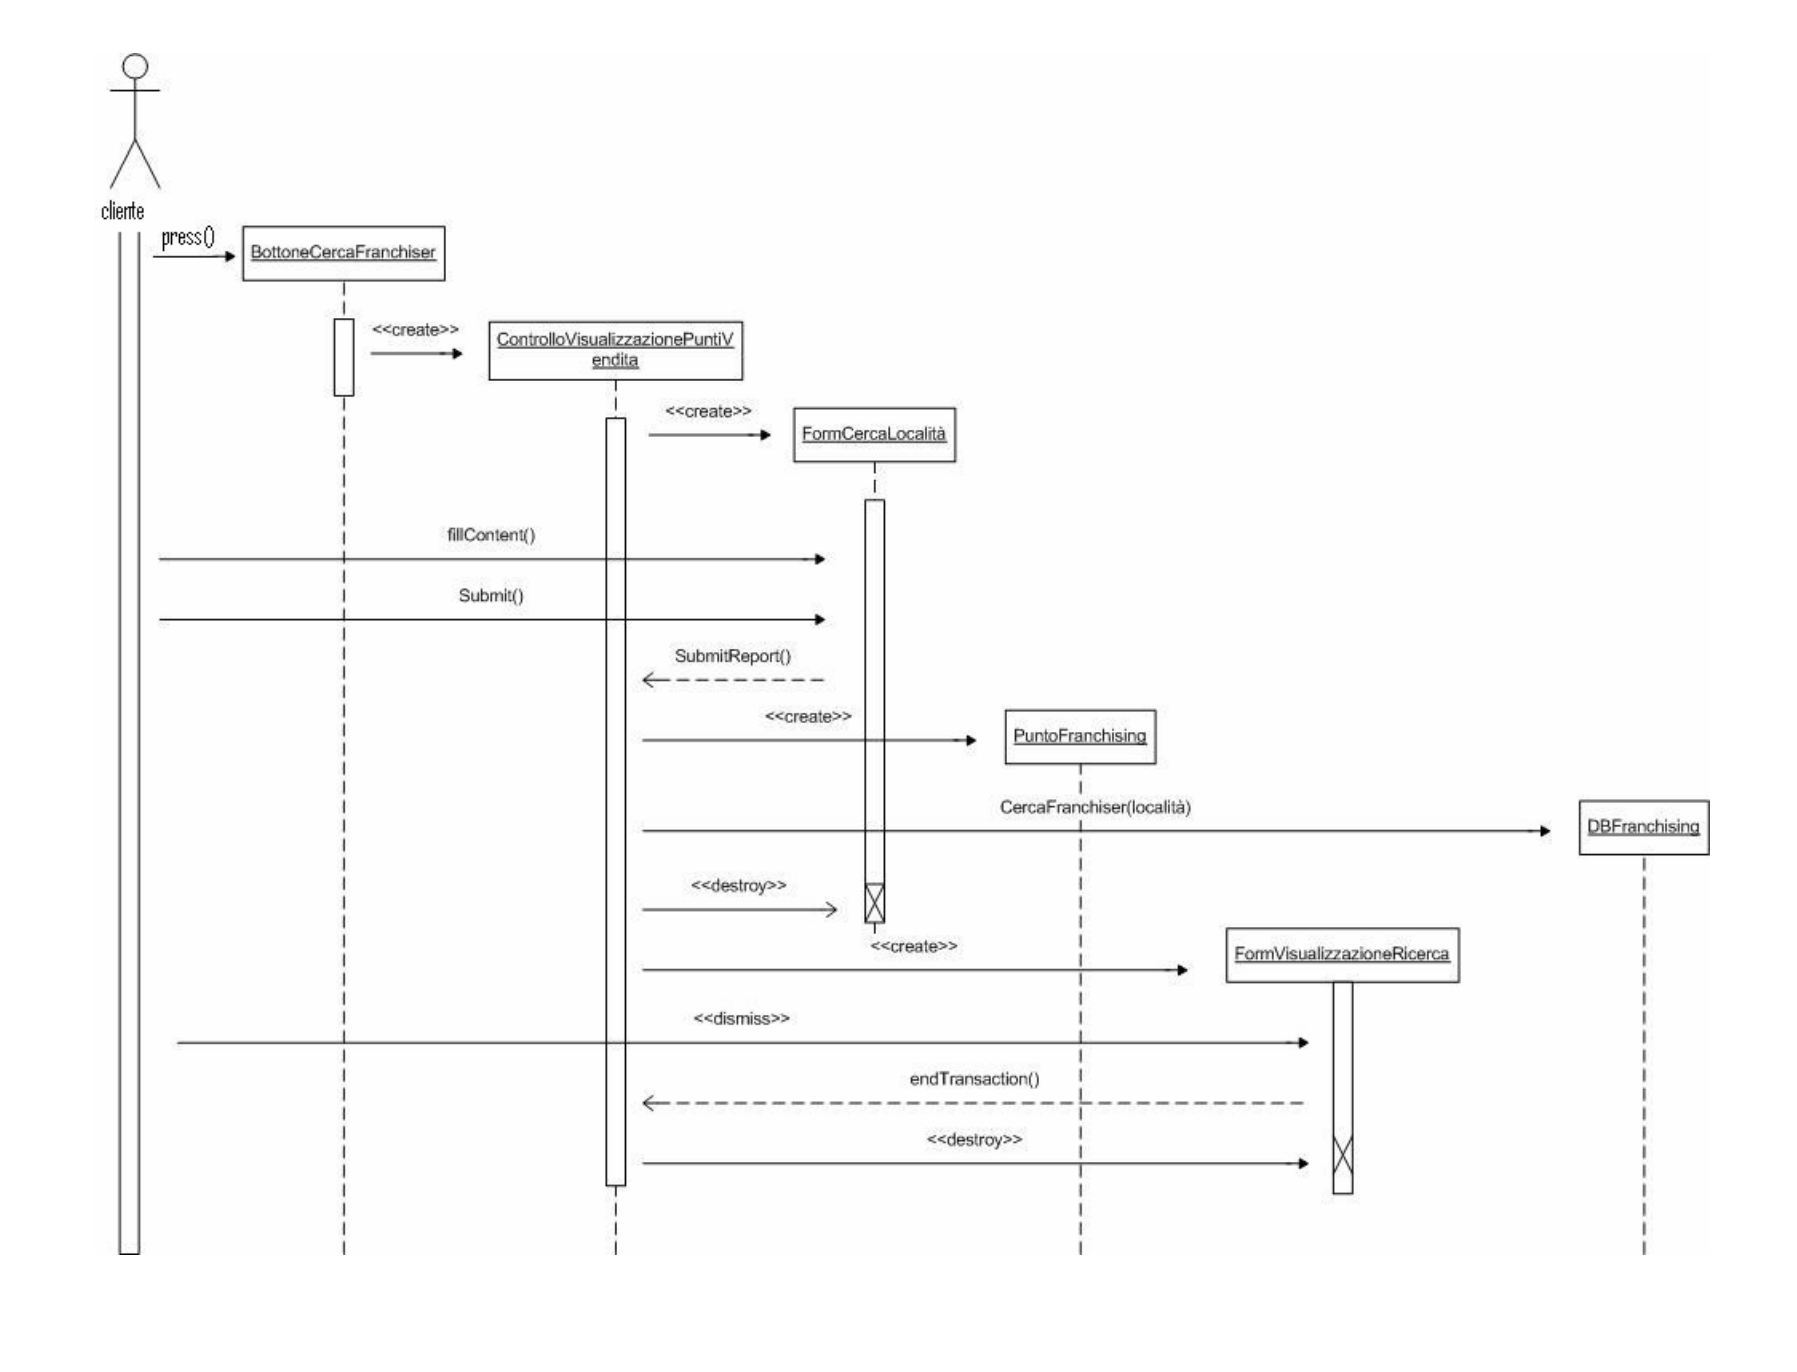 cliente
press()
BottoneCercaFranchiser
<<create>>
ControlloVisualizzazionePuntiV
endita
<<create>>
FormCercaLocalità
fillContent()
Submit()
SubmitReport()
<<create>>
PuntoFranchising
CercaFranchiser(località)
DBFranchising
<<destroy>>
<<create>>
FormVisualizzazioneRicerca
<<dismiss>>
endTransaction()
<<destroy>>